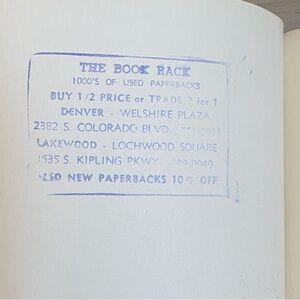 THE BOOK RACK
1000'S OF USED PAPERBACKS
BUY 1/2 PRICE or TRADE 2 for 1
DENVER - WELSHIRE PLAZA
2382 S. COLORADO BLVD.
LAKEWOOD - LOCHWOOD SQUARE
1535 S. KIPLING PKWY.
ALSO NEW PAPERBACKS 10% OFF